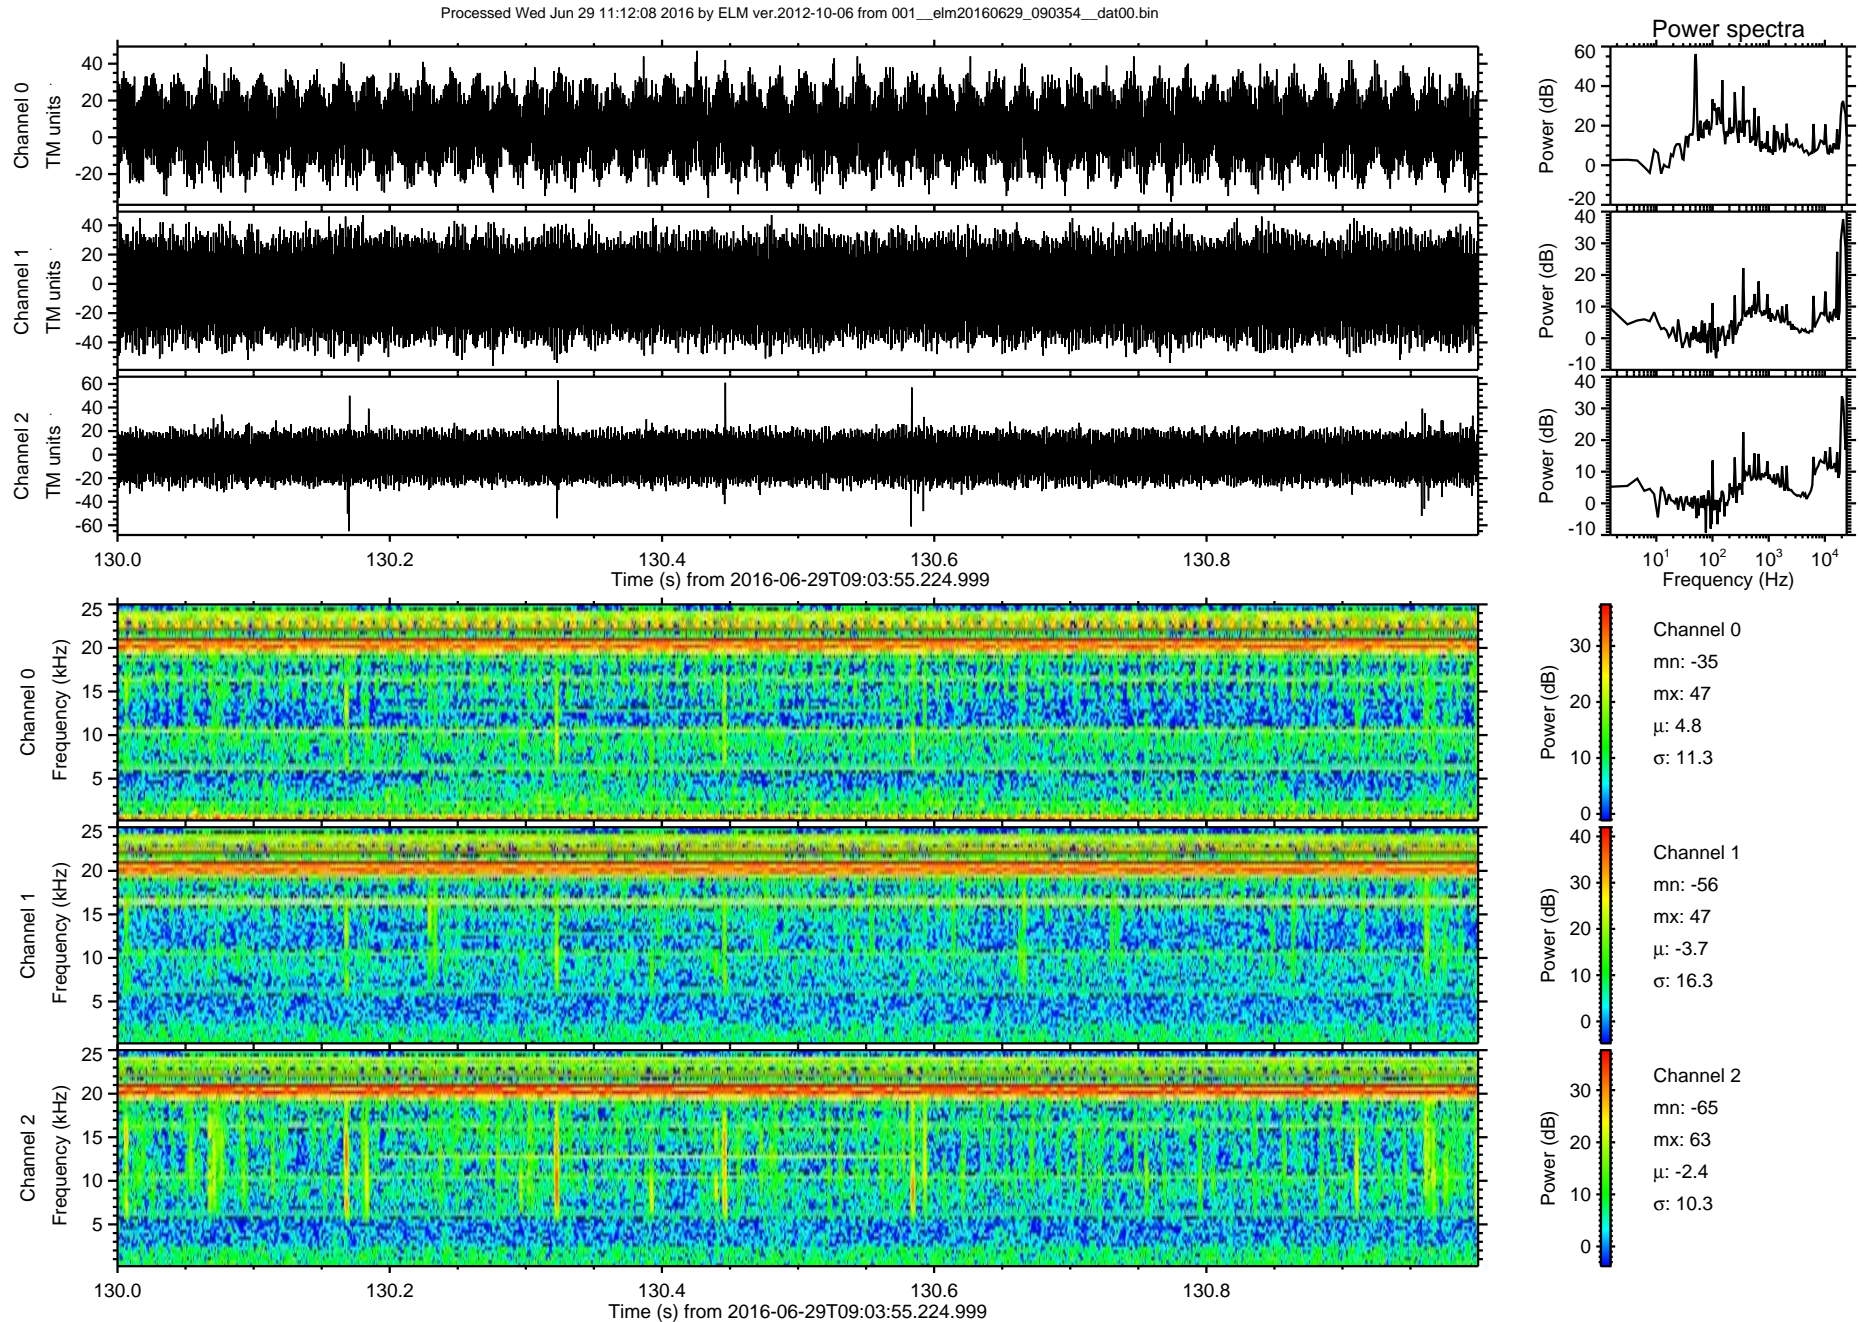 Processed Wed Jun 29 11:12:08 2016 by ELM ver.2012-10-06 from 001__elm20160629_090354__dat00.bin
Power spectra
Channel 0
TM units
40
20
0
-20
Power (dB)
60
40
20
0
-20
Channel 1
TM units
40
20
0
-20
-40
Power (dB)
40
30
20
10
0
-10
Channel 2
TM units
60
40
20
0
-20
-40
-60
Power (dB)
40
30
20
10
0
-10
130.0 130.2 130.4 130.6 130.8
Time (s) from 2016-06-29T09:03:55.224.999
10¹ 10² 10³ 10⁴
Frequency (Hz)
Channel 0
Frequency (kHz)
25
20
15
10
5
Power (dB)
30
20
10
0
Channel 0
mn: -35
mx: 47
μ: 4.8
σ: 11.3
Channel 1
Frequency (kHz)
25
20
15
10
5
Power (dB)
40
30
20
10
0
Channel 1
mn: -56
mx: 47
μ: -3.7
σ: 16.3
Channel 2
Frequency (kHz)
25
20
15
10
5
Power (dB)
30
20
10
0
Channel 2
mn: -65
mx: 63
μ: -2.4
σ: 10.3
130.0 130.2 130.4 130.6 130.8
Time (s) from 2016-06-29T09:03:55.224.999